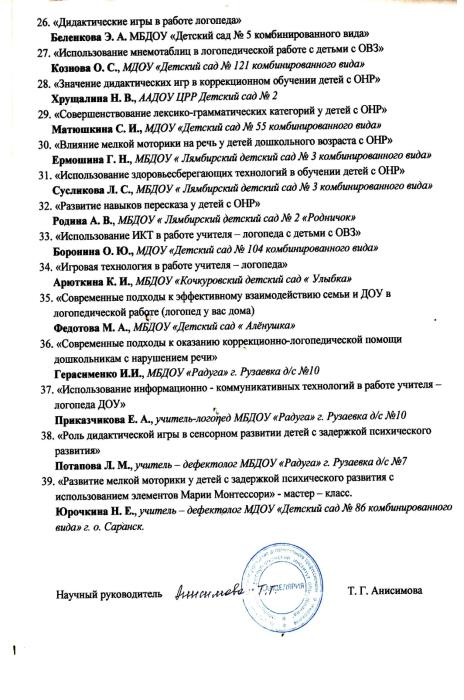 26. «Дидактические игры в работе логопеда»
Беленкова Э. А. МБДОУ «Детский сад № 5 комбинированного вида»
27. «Использование мнемотаблиц в логопедической работе с детьми с ОВЗ»
Кознова О. С., МДОУ «Детский сад № 121 комбинированного вида»
28. «Значение дидактических игр в коррекционном обучении детей с ОНР»
Хрущалина Н. В., ААДОУ ЦРР Детский сад № 2
29. «Совершенствование лексико-грамматических категорий у детей с ОНР»
Матюшкина С. И., МДОУ «Детский сад № 55 комбинированного вида»
30. «Влияние мелкой моторики на речь у детей дошкольного возраста с ОНР»
Ермошина Г. Н., МБДОУ « Лямбирский детский сад № 3 комбинированного вида»
31. «Использование здоровьесберегающих технологий в обучении детей с ОНР»
Сусликова Л. С., МБДОУ « Лямбирский детский сад № 3 комбинированного вида»
32. «Развитие навыков пересказа у детей с ОНР»
Родина А. В., МБДОУ « Лямбирский детский сад № 2 «Родничок»
33. «Использование ИКТ в работе учителя – логопеда с детьми с ОВЗ»
Боронина О. Ю., МДОУ «Детский сад № 104 комбинированного вида»
34. «Игровая технология в работе учителя – логопеда»
Арюткина К. И., МБДОУ «Кочкуровский детский сад « Улыбка»
35. «Современные подходы к эффективному взаимодействию семьи и ДОУ в
логопедической работе (логопед у вас дома)
Федотова М. А., МБДОУ «Детский сад « Алёнушка»
36. «Современные подходы к оказанию коррекционно-логопедической помощи
дошкольникам с нарушением речи»
Герасименко И.И., МБДОУ «Радуга» г. Рузаевка д/с №10
37. «Использование информационно - коммуникативных технологий в работе учителя –
логопеда ДОУ»
Приказчикова Е. А., учитель-логопед МБДОУ «Радуга» г. Рузаевка д/с №10
38. «Роль дидактической игры в сенсорном развитии детей с задержкой психического
развития»
Потапова Л. М., учитель – дефектолог МБДОУ «Радуга» г. Рузаевка д/с №7
39. «Развитие мелкой моторики у детей с задержкой психического развития с
использованием элементов Марии Монтессори» - мастер – класс.
Юрочкина Н. Е., учитель – дефектолог МДОУ «Детский сад № 86 комбинированного
вида» г. о. Саранск.
Научный руководитель Анисимова Т. Г. Т. Г. Анисимова
КАНЦЕЛЯРИЯ